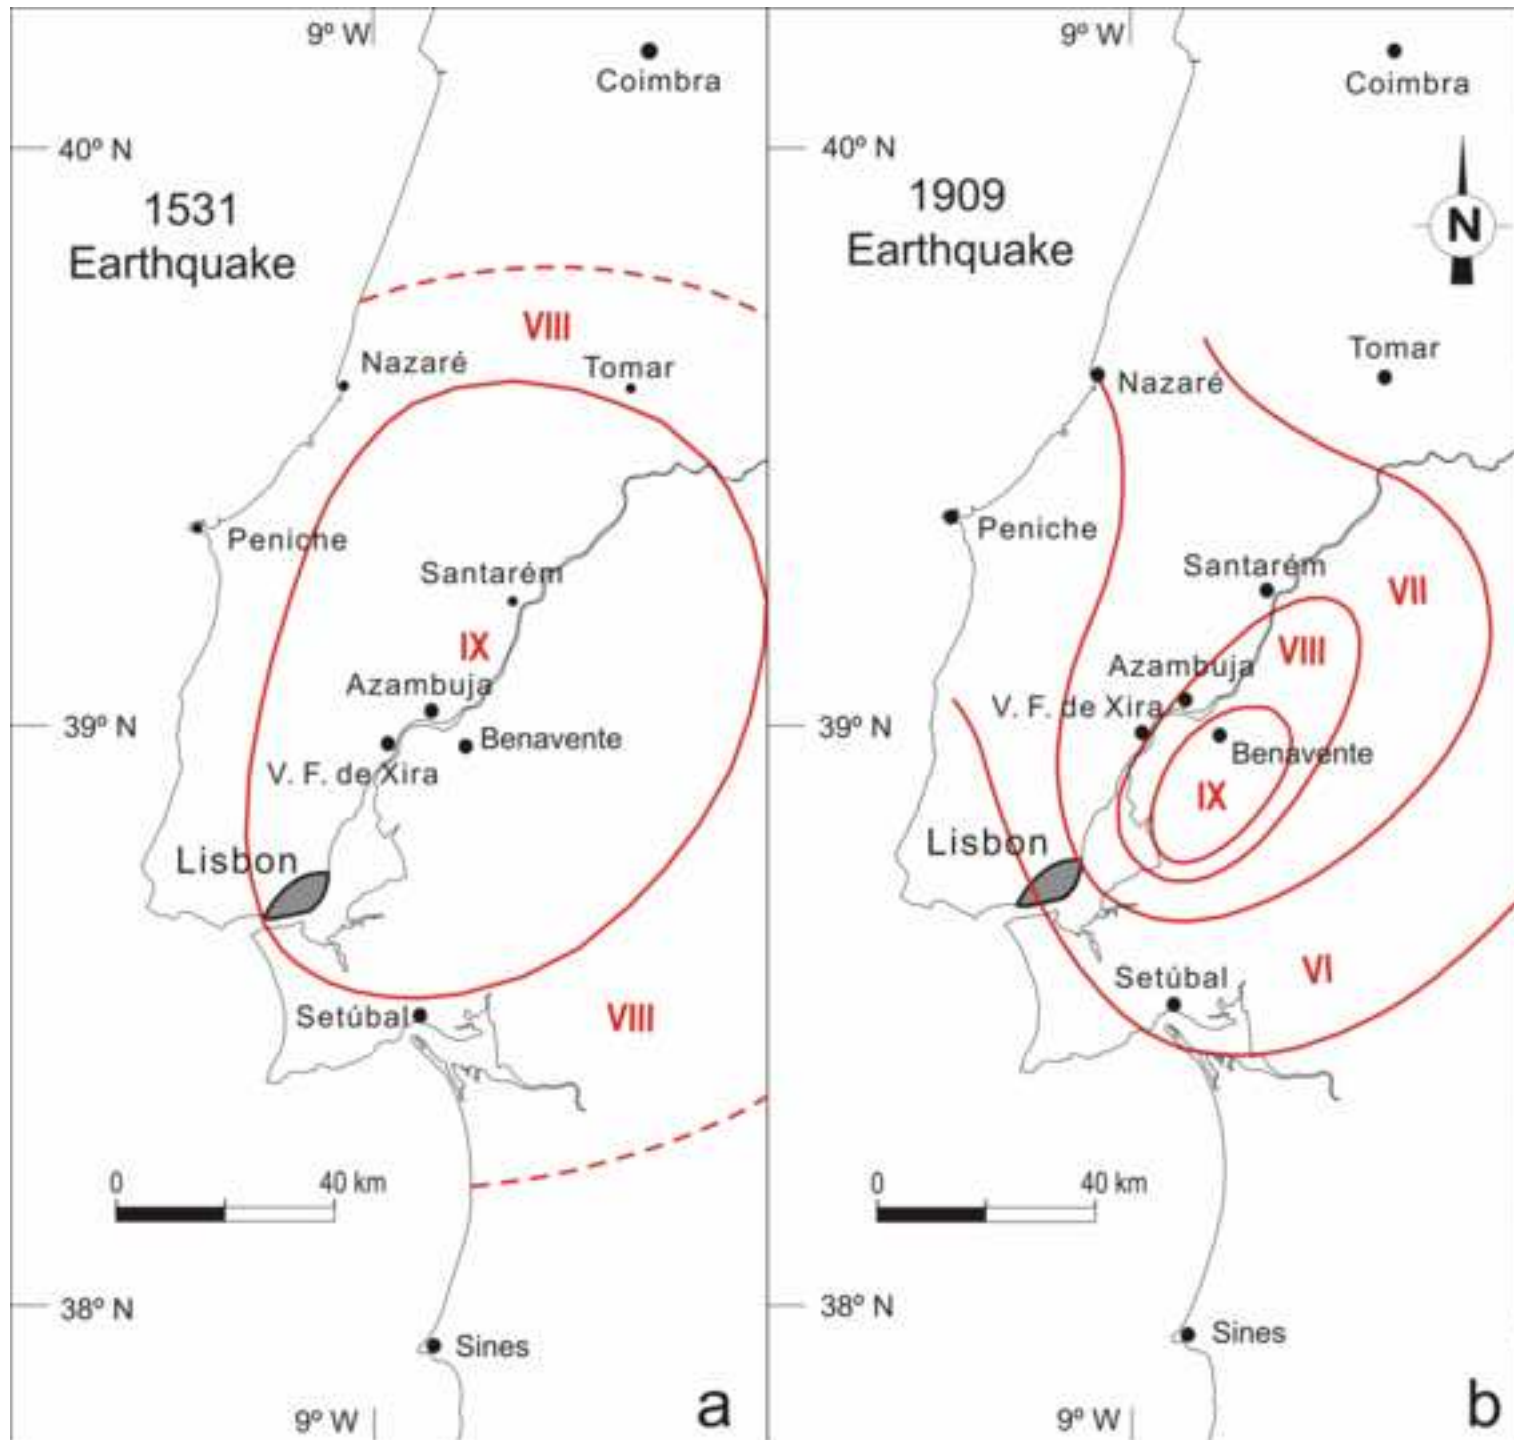 9º W
Coimbra
40º N
1531
Earthquake
VIII
Nazaré
Tomar
Peniche
Santarém
IX
Azambuja
39º N
Benavente
V. F. de Xira
Lisbon
Setúbal
VIII
0 40 km
38º N
Sines
9º W
a
9º W
Coimbra
40º N
1909
Earthquake
N
Tomar
Nazaré
Peniche
Santarém
VII
VIII
Azambuja
V. F. de Xira
39º N
Benavente
IX
Lisbon
VI
Setúbal
0 40 km
38º N
Sines
9º W
b